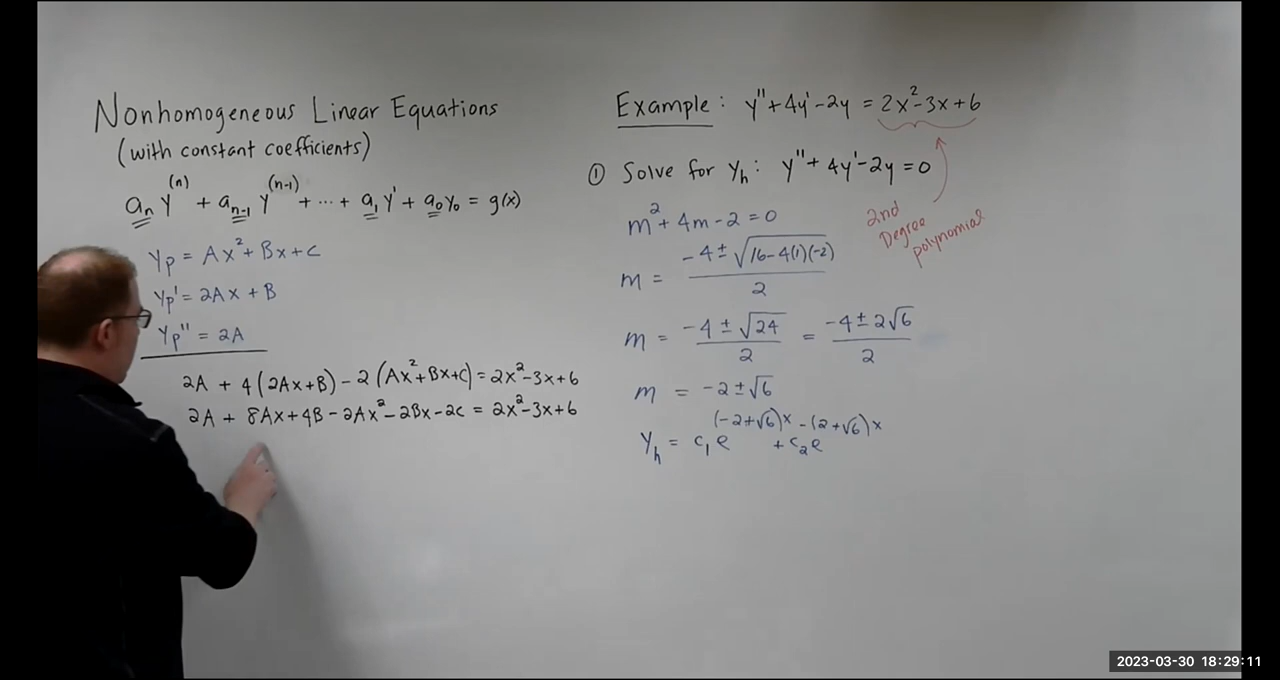 Nonhomogeneous Linear Equations
(with constant coefficients)
aₙ y⁽ⁿ⁾ + aₙ₋₁ y⁽ⁿ⁻¹⁾ + ... + a₁ y' + a₀y₀ = g(x)
Yp = Ax² + Bx + C
Yp' = 2Ax + B
Yp'' = 2A
2A + 4(2Ax+B) - 2(Ax²+Bx+C) = 2x²-3x+6
2A + 8Ax + 4B - 2Ax² - 2Bx - 2C = 2x²-3x+6
Example: y''+4y'-2y = 2x²-3x+6
① Solve for Yₕ: y''+4y'-2y=0
2nd
Degree
polynomial
m²+4m-2=0
m = (-4 ± √(16-4(1)(-2)))/2
m = (-4 ± √24)/2 = (-4 ± 2√6)/2
m = -2 ± √6
Yₕ = c₁e^((-2+√6)x) + c₂e^(-(2+√6)x)
2023-03-30 18:29:11